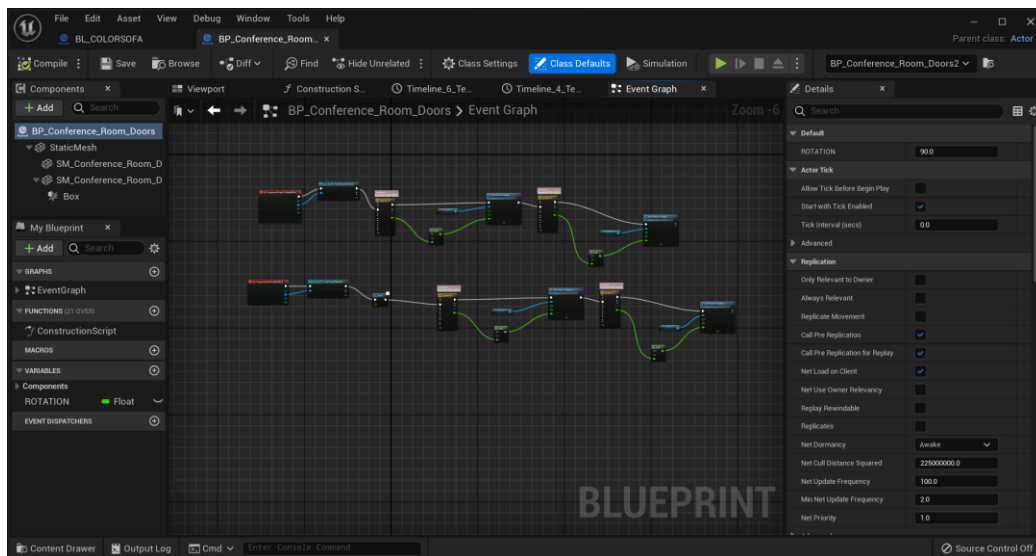 File Edit Asset View Debug Window Tools Help
BL_COLORSOFA
BP_Conference_Room...
Parent class: Actor
Compile
Save
Browse
Diff
Find
Hide Unrelated
Class Settings
Class Defaults
Simulation
BP_Conference_Room_Doors2
Components
Viewport
Construction S...
Timeline_6_Te...
Timeline_4_Te...
Event Graph
Details
+ Add
Search
BP_Conference_Room_Doors > Event Graph
Zoom -6
Search
BP_Conference_Room_Doors
StaticMesh
SM_Conference_Room_D
SM_Conference_Room_D
Box
My Blueprint
+ Add
Search
GRAPHS
EventGraph
FUNCTIONS (21 OVERR
ConstructionScript
MACROS
VARIABLES
Components
ROTATION Float
EVENT DISPATCHERS
BLUEPRINT
Default
ROTATION 90.0
Actor Tick
Allow Tick Before Begin Play
Start with Tick Enabled
Tick Interval (secs) 0.0
Advanced
Replication
Only Relevant to Owner
Always Relevant
Replicate Movement
Call Pre Replication
Call Pre Replication for Replay
Net Load on Client
Net Use Owner Relevancy
Replay Rewindable
Replicates
Net Dormancy Awake
Net Cull Distance Squared 225000000.0
Net Update Frequency 100.0
Min Net Update Frequency 2.0
Net Priority 1.0
Content Drawer
Output Log
Cmd
Enter Console Command
Source Control Off